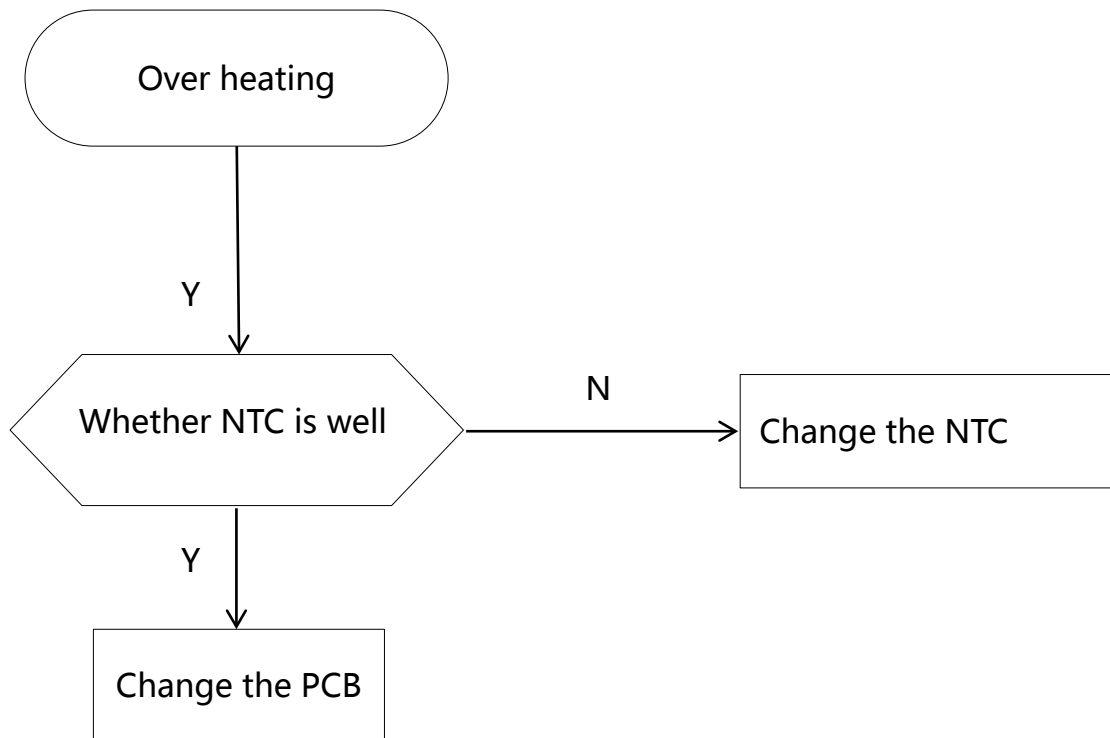 Over heating
Y
Whether NTC is well
N
Change the NTC
Y
Change the PCB